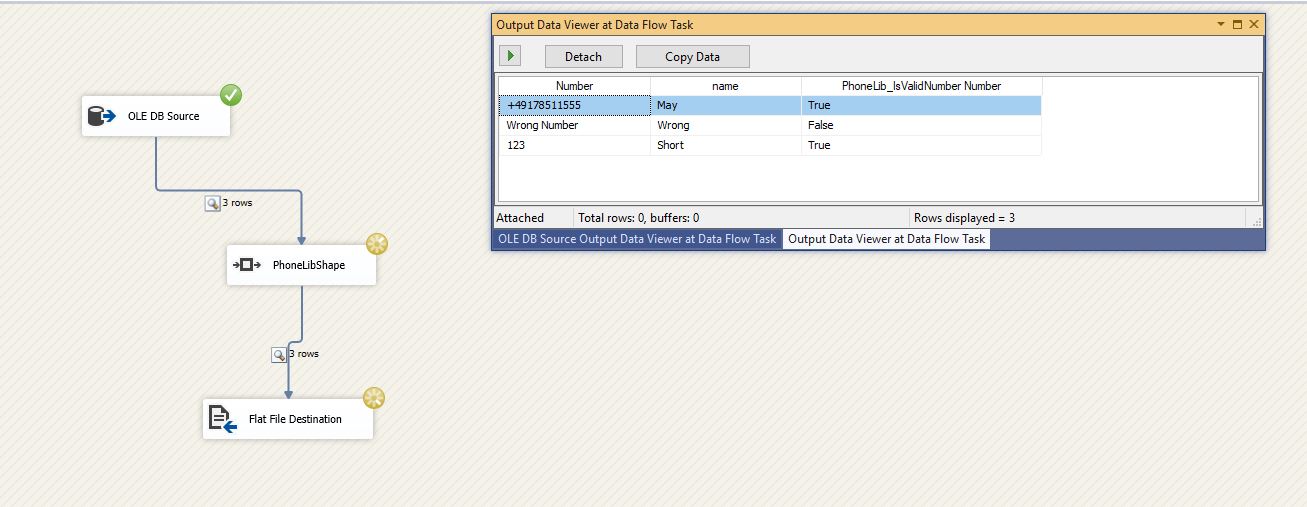 Output Data Viewer at Data Flow Task
Detach Copy Data
Number name PhoneLib_IsValidNumber Number
+49178511555 May True
Wrong Number Wrong False
123 Short True
Attached Total rows: 0, buffers: 0 Rows displayed = 3
OLE DB Source Output Data Viewer at Data Flow Task Output Data Viewer at Data Flow Task
OLE DB Source
3 rows
PhoneLibShape
3 rows
Flat File Destination